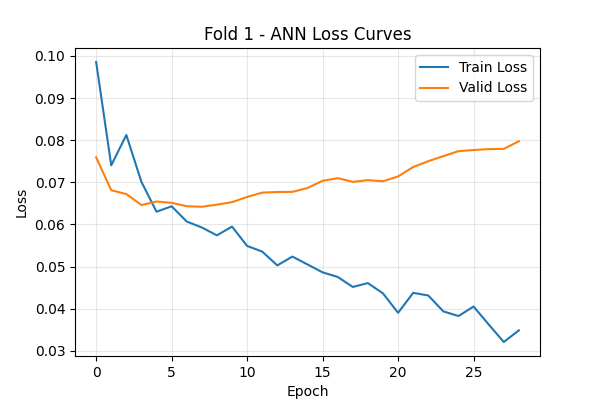 Fold 1 - ANN Loss Curves
Train Loss
Valid Loss
Loss
0.10
0.09
0.08
0.07
0.06
0.05
0.04
0.03
0 5 10 15 20 25
Epoch